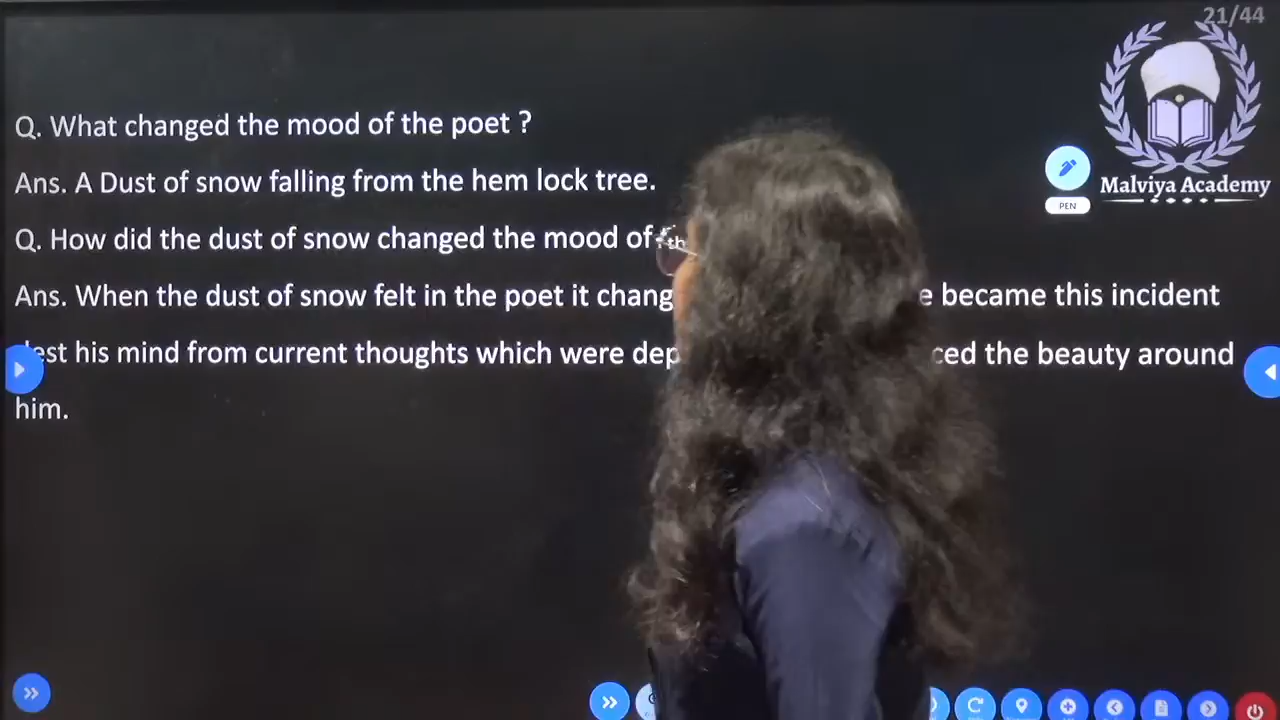 21/44
Q. What changed the mood of the poet ?
Ans. A Dust of snow falling from the hem lock tree.
Q. How did the dust of snow changed the mood of
Ans. When the dust of snow felt in the poet it became this incident
his mind from current thoughts which were the beauty around
him.
PEN
Malviya Academy